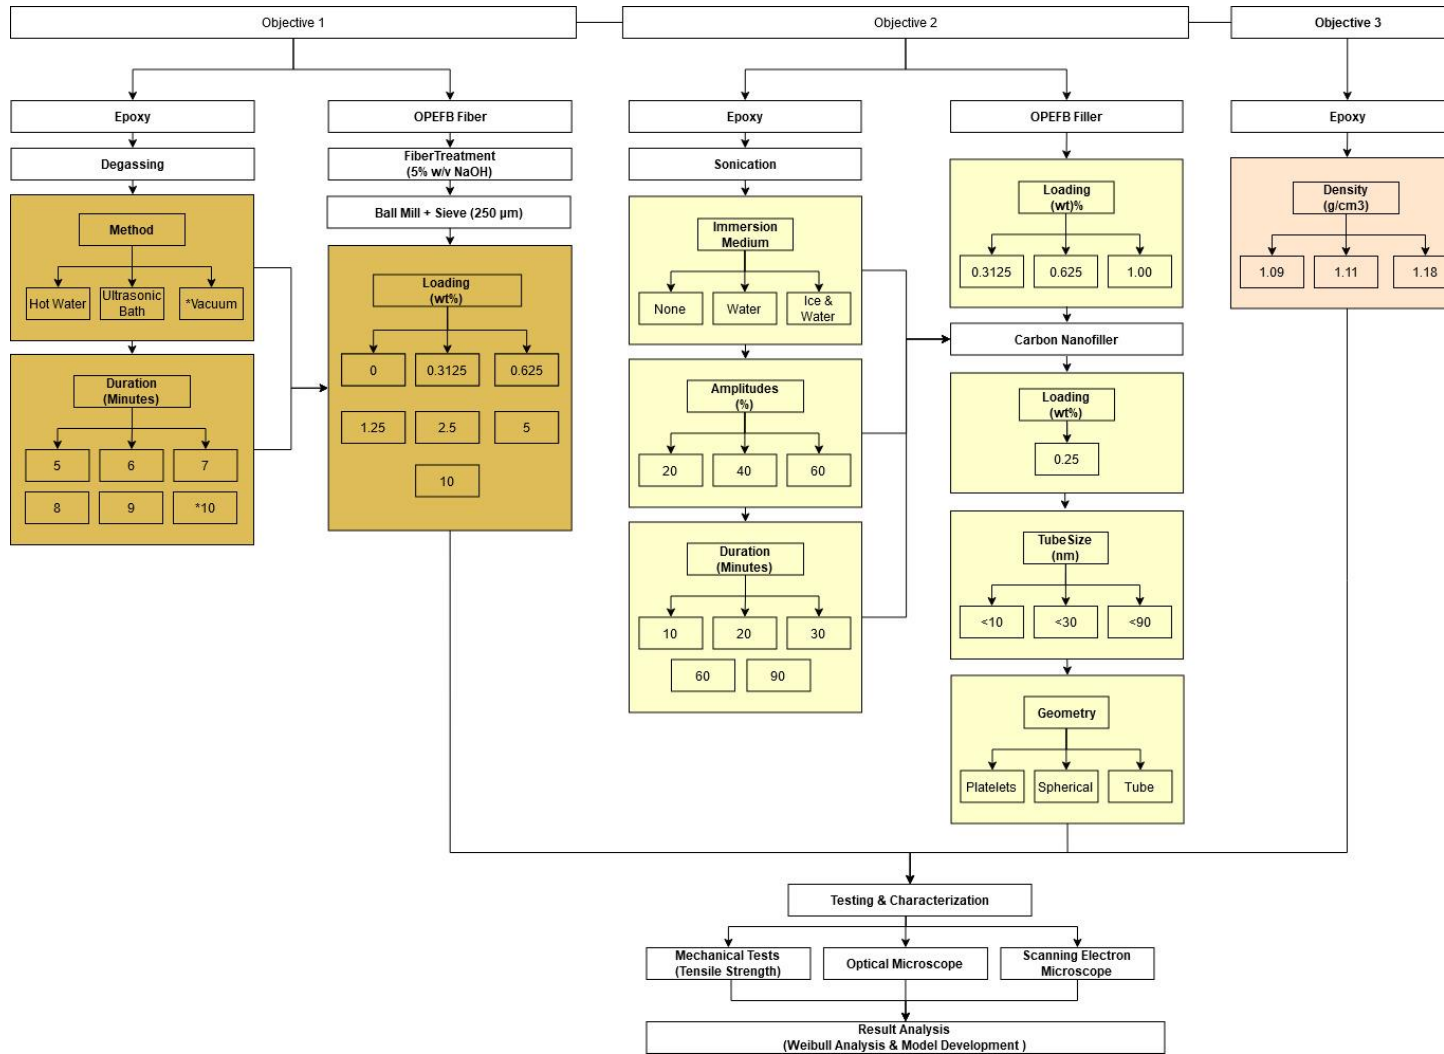 Objective 1
Objective 2
Objective 3
Epoxy
OPEFB Fiber
Epoxy
OPEFB Filler
Epoxy
Degassing
FiberTreatment
(5% w/v NaOH)
Sonication
Ball Mill + Sieve (250 µm)
Method
Hot Water
Ultrasonic
Bath
*Vacuum
Duration
(Minutes)
5
6
7
8
9
*10
Loading
(wt%)
0
0.3125
0.625
1.25
2.5
5
10
Immersion
Medium
None
Water
Ice &
Water
Amplitudes
(%)
20
40
60
Duration
(Minutes)
10
20
30
60
90
Loading
(wt)%
0.3125
0.625
1.00
Carbon Nanofiller
Loading
(wt%)
0.25
TubeSize
(nm)
<10
<30
<90
Geometry
Platelets
Spherical
Tube
Density
(g/cm3)
1.09
1.11
1.18
Testing & Characterization
Mechanical Tests
(Tensile Strength)
Optical Microscope
Scanning Electron
Microscope
Result Analysis
(Weibull Analysis & Model Development )